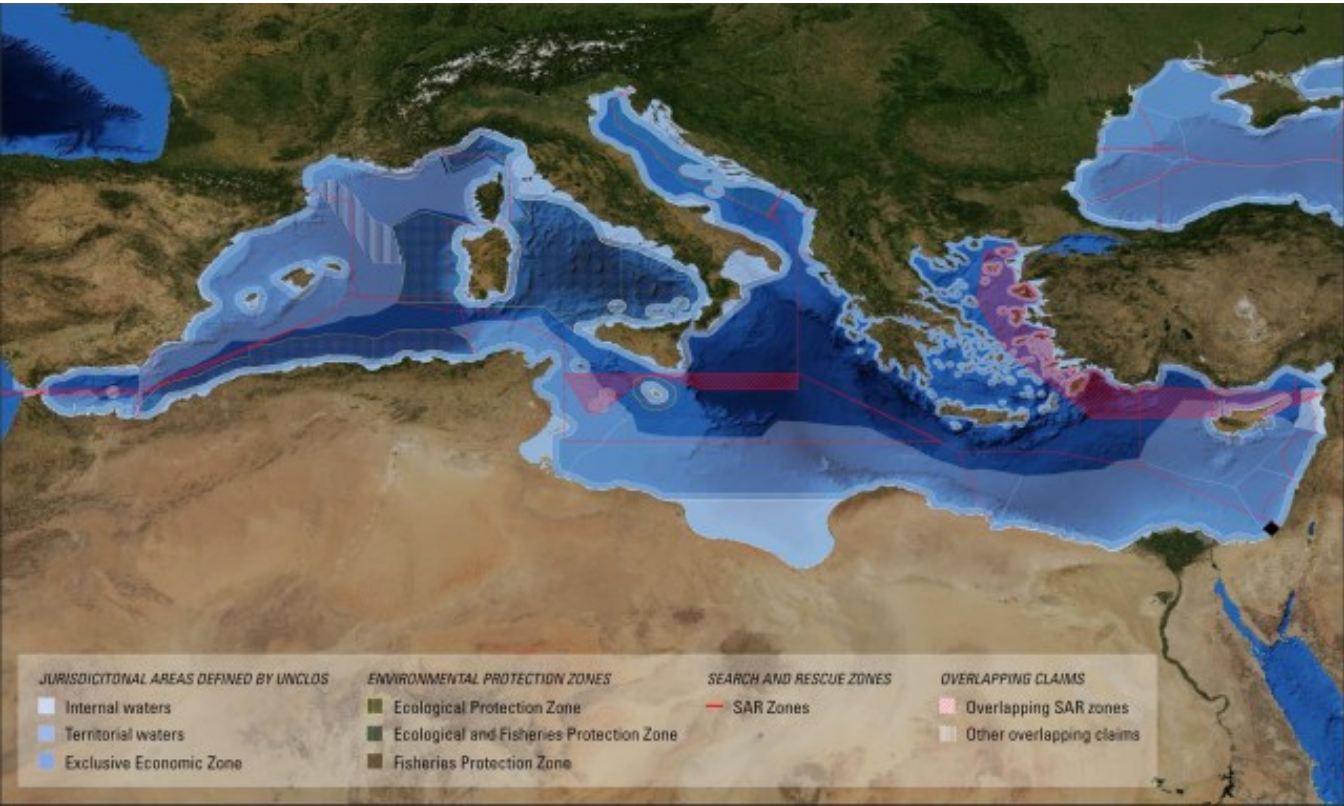 JURISDICITONAL AREAS DEFINED BY UNCLOS
Internal waters
Territorial waters
Exclusive Economic Zone
ENVIRONMENTAL PROTECTION ZONES
Ecological Protection Zone
Ecological and Fisheries Protection Zone
Fisheries Protection Zone
SEARCH AND RESCUE ZONES
SAR Zones
OVERLAPPING CLAIMS
Overlapping SAR zones
Other overlapping claims